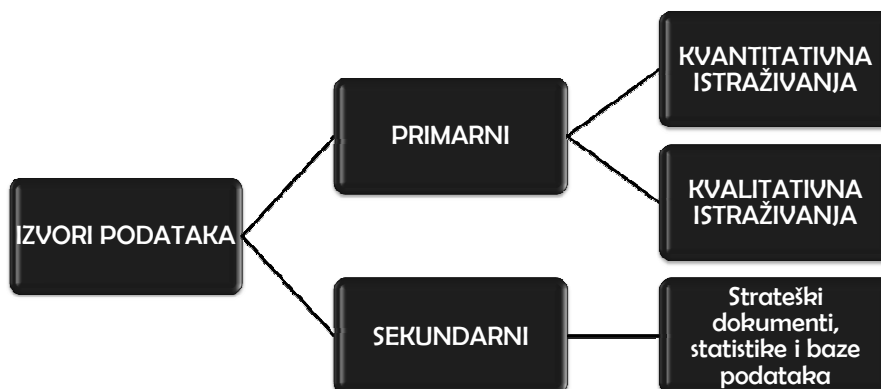 IZVORI PODATAKA
PRIMARNI
KVANTITATIVNA
ISTRAŽIVANJA
KVALITATIVNA
ISTRAŽIVANJA
SEKUNDARNI
Strateški
dokumenti,
statistike i baze
podataka